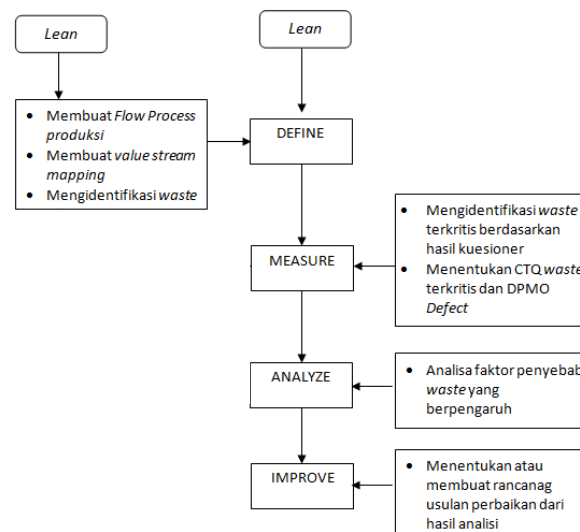 Lean
Lean
Membuat Flow Process
produksi
Membuat value stream
mapping
Mengidentifikasi waste
DEFINE
MEASURE
Mengidentifikasi waste
terkritis berdasarkan
hasil kuesioner
Menentukan CTQ waste
terkritis dan DPMO
Defect
ANALYZE
Analisa faktor penyebab
waste yang
berpengaruh
IMPROVE
Menentukan atau
membuat rancanag
usulan perbaikan dari
hasil analisi